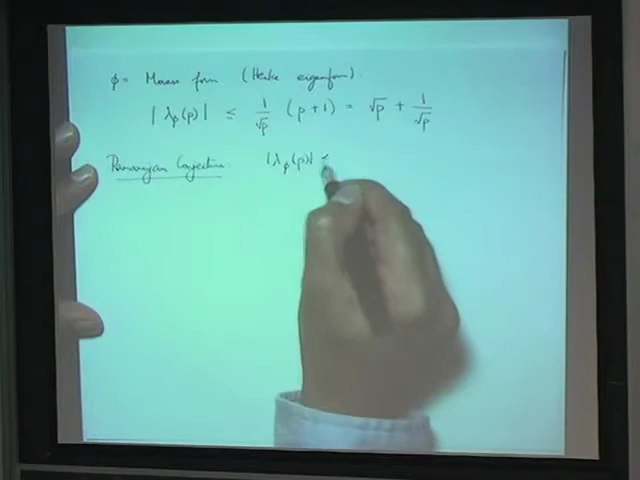 φ = Maass form (Hecke eigenform).
| λ_φ(p) | ≤ 1/√p (p+1) = √p + 1/√p
Ramanujan Conjecture: |λ_φ(p)| ≤